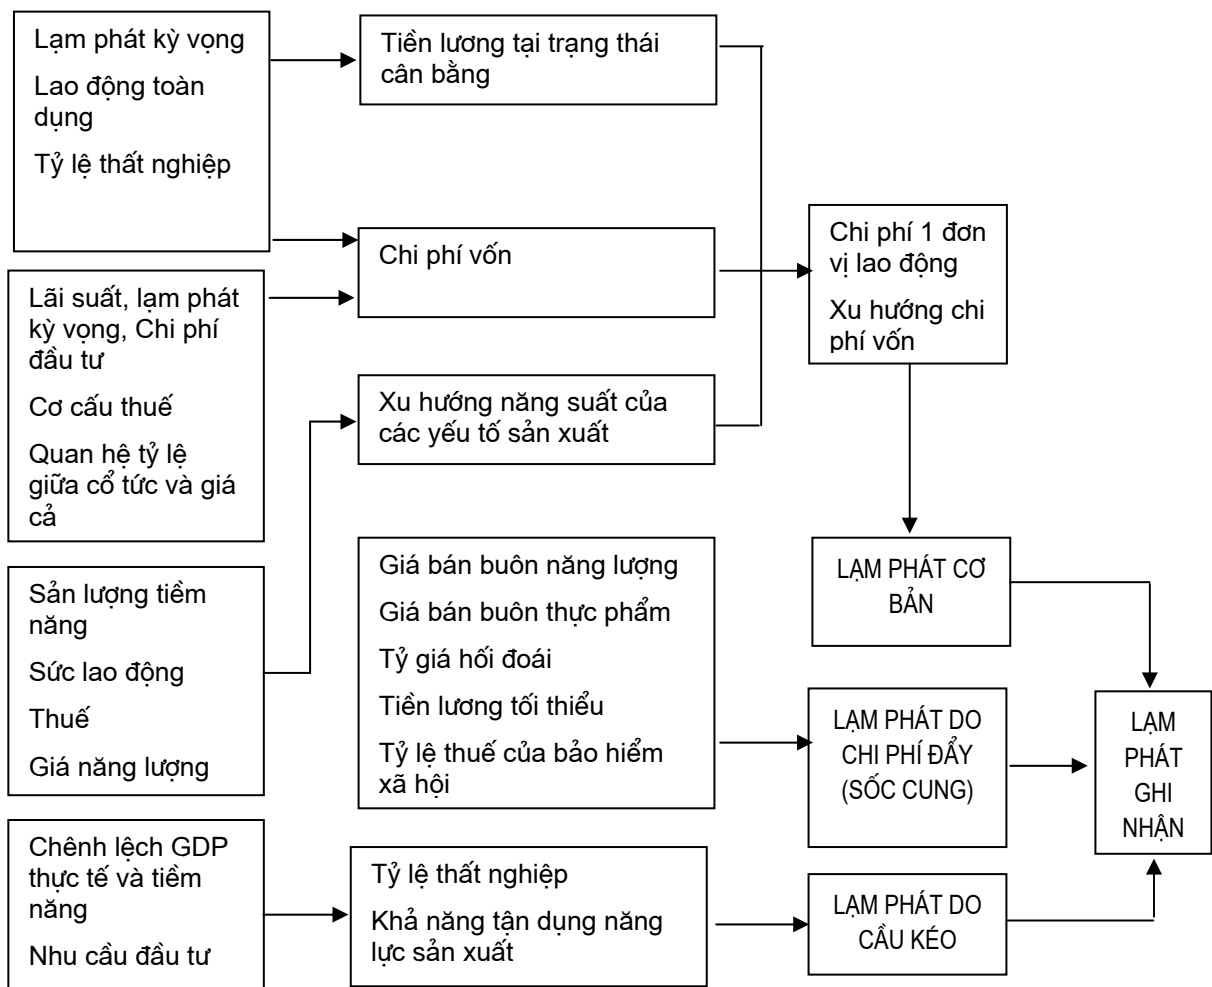 Lạm phát kỳ vọng
Lao động toàn
dụng
Tỷ lệ thất nghiệp
Tiền lương tại trạng thái
cân bằng
Chi phí vốn
Chi phí 1 đơn
vị lao động
Xu hướng chi
phí vốn
Lãi suất, lạm phát
kỳ vọng, Chi phí
đầu tư
Cơ cấu thuế
Quan hệ tỷ lệ
giữa cổ tức và giá
cả
Xu hướng năng suất của
các yếu tố sản xuất
Sản lượng tiềm
năng
Sức lao động
Thuế
Giá năng lượng
Giá bán buôn năng lượng
Giá bán buôn thực phẩm
Tỷ giá hối đoái
Tiền lương tối thiểu
Tỷ lệ thuế của bảo hiểm
xã hội
LẠM PHÁT CƠ
BẢN
LẠM PHÁT DO
CHI PHÍ ĐẨY
(SỐC CUNG)
LẠM
PHÁT
GHI
NHẬN
Chênh lệch GDP
thực tế và tiềm
năng
Nhu cầu đầu tư
Tỷ lệ thất nghiệp
Khả năng tận dụng năng
lực sản xuất
LẠM PHÁT DO
CẦU KÉO